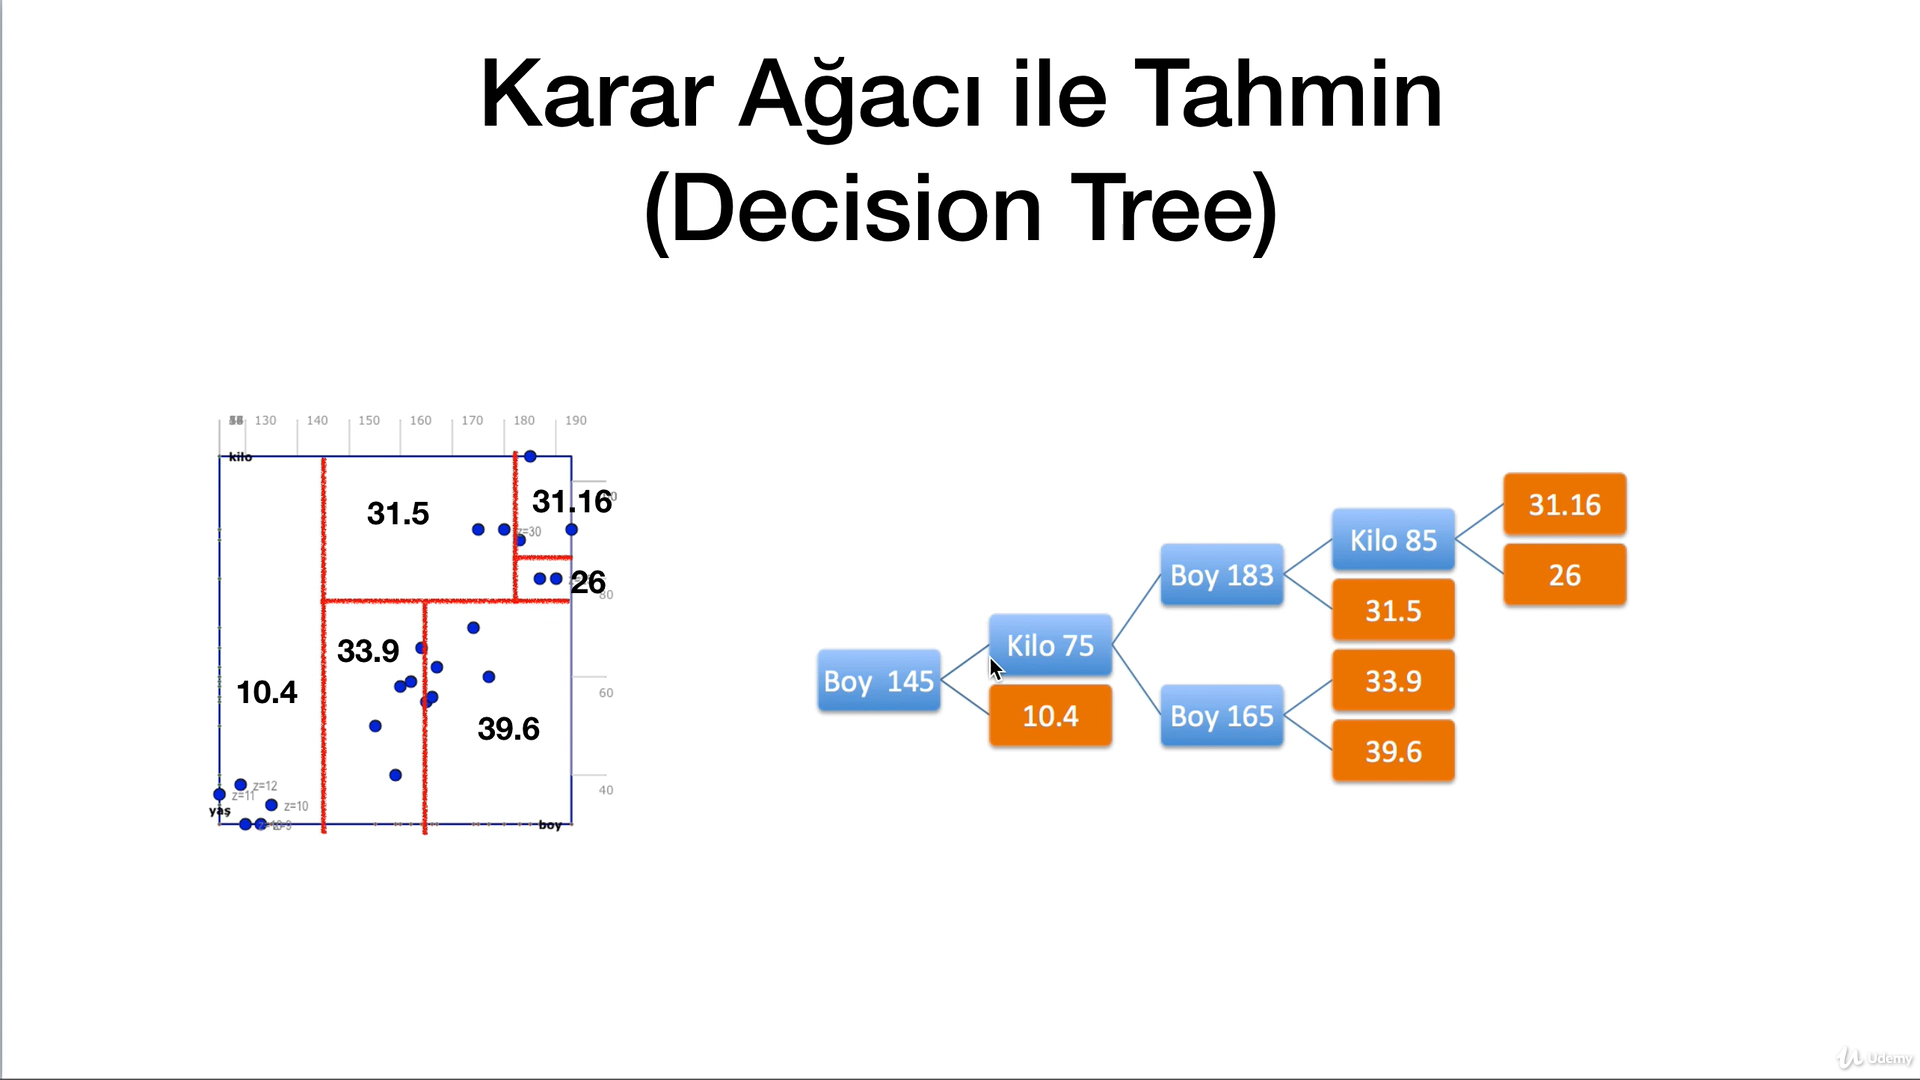 Karar Ağacı ile Tahmin
(Decision Tree)
130 140 150 160 170 180 190
kilo
31.5
31.16
z=30
26
80
33.9
10.4
60
39.6
z=12
z=11
40
z=10
yaş
boy
31.16
Kilo 85
26
Boy 183
31.5
Kilo 75
33.9
Boy 145
10.4
Boy 165
39.6
Udemy